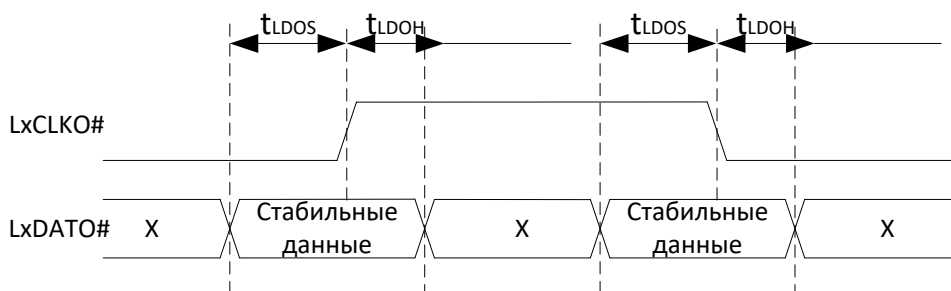 tLDOS tLDOH tLDOS tLDOH
LxCLKO#
LxDATO# X Стабильные данные X Стабильные данные X